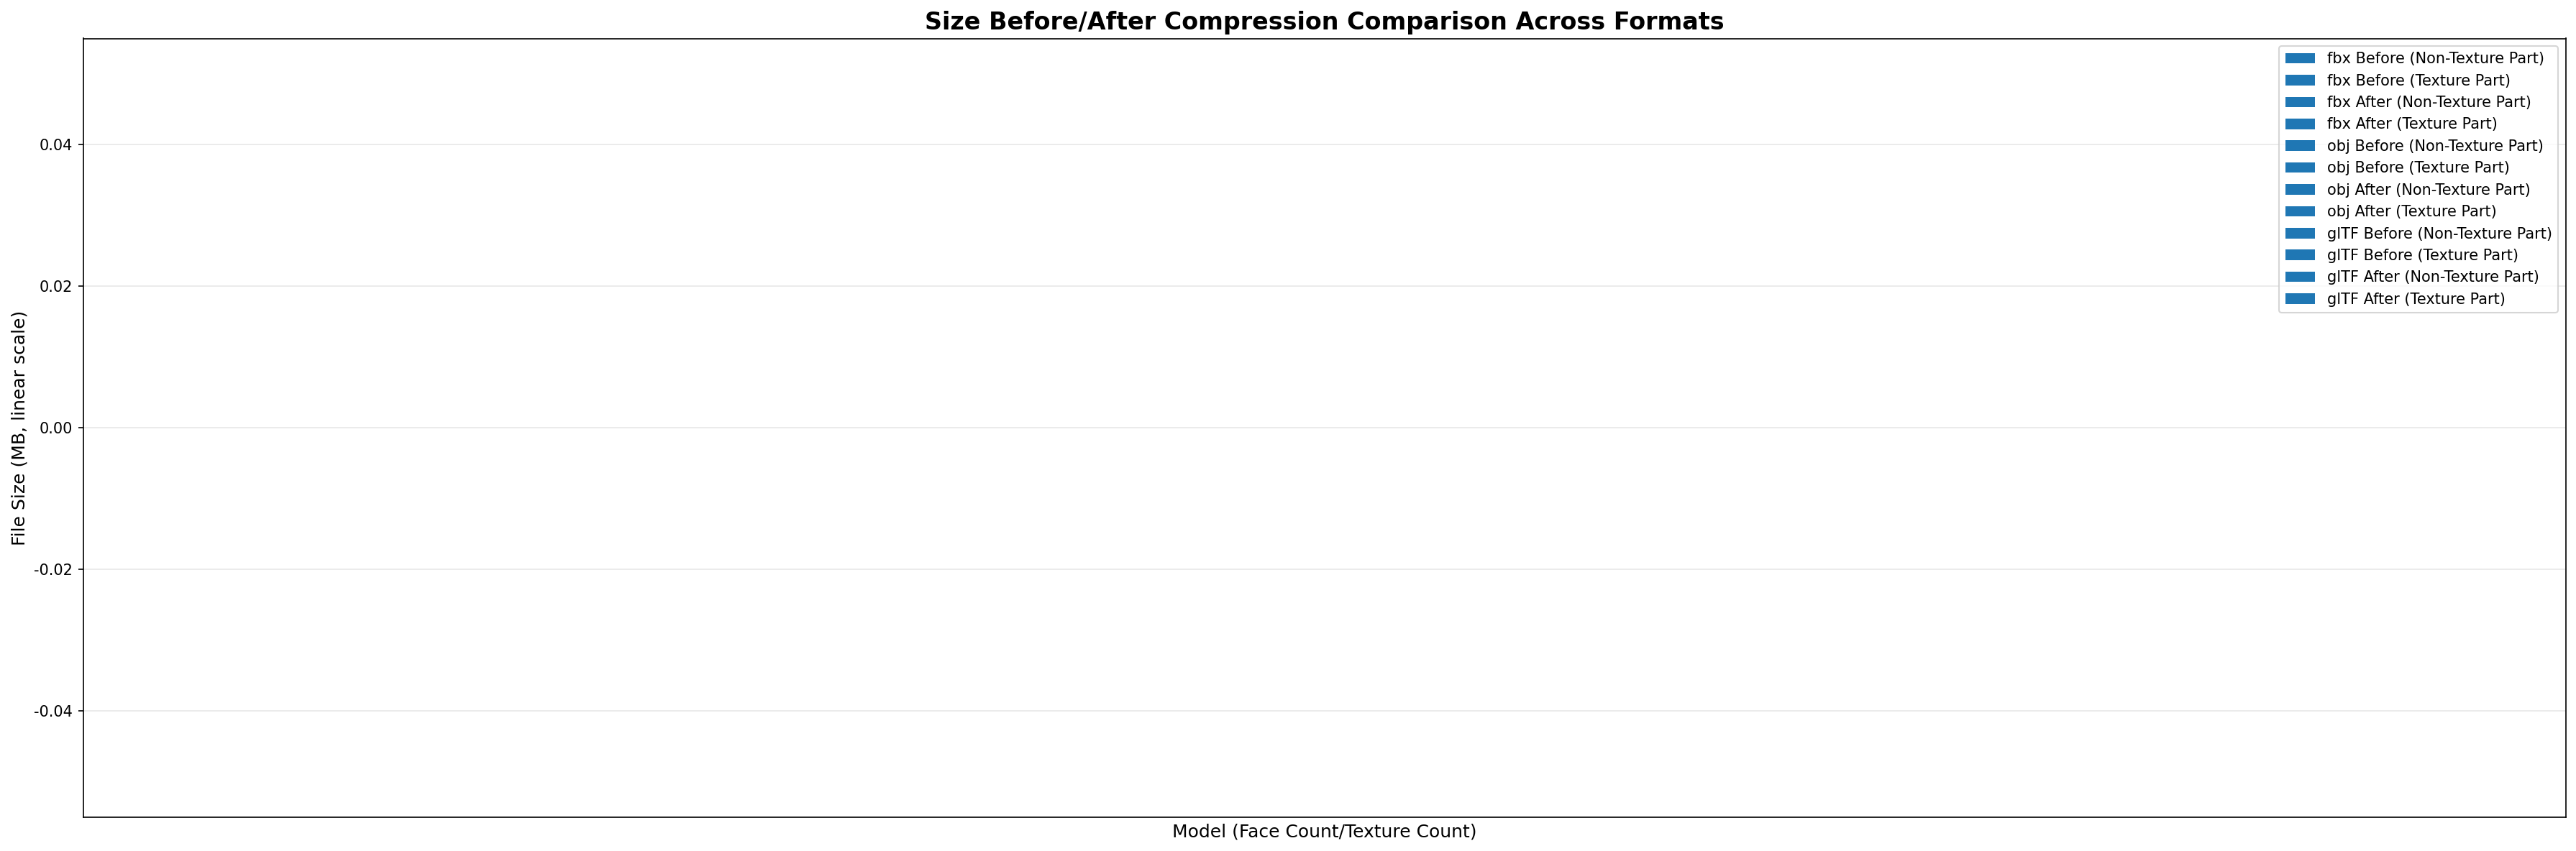 Size Before/After Compression Comparison Across Formats
fbx Before (Non-Texture Part)
fbx Before (Texture Part)
fbx After (Non-Texture Part)
fbx After (Texture Part)
obj Before (Non-Texture Part)
obj Before (Texture Part)
obj After (Non-Texture Part)
obj After (Texture Part)
glTF Before (Non-Texture Part)
glTF Before (Texture Part)
glTF After (Non-Texture Part)
glTF After (Texture Part)
File Size (MB, linear scale)
0.04
0.02
0.00
-0.02
-0.04
Model (Face Count/Texture Count)